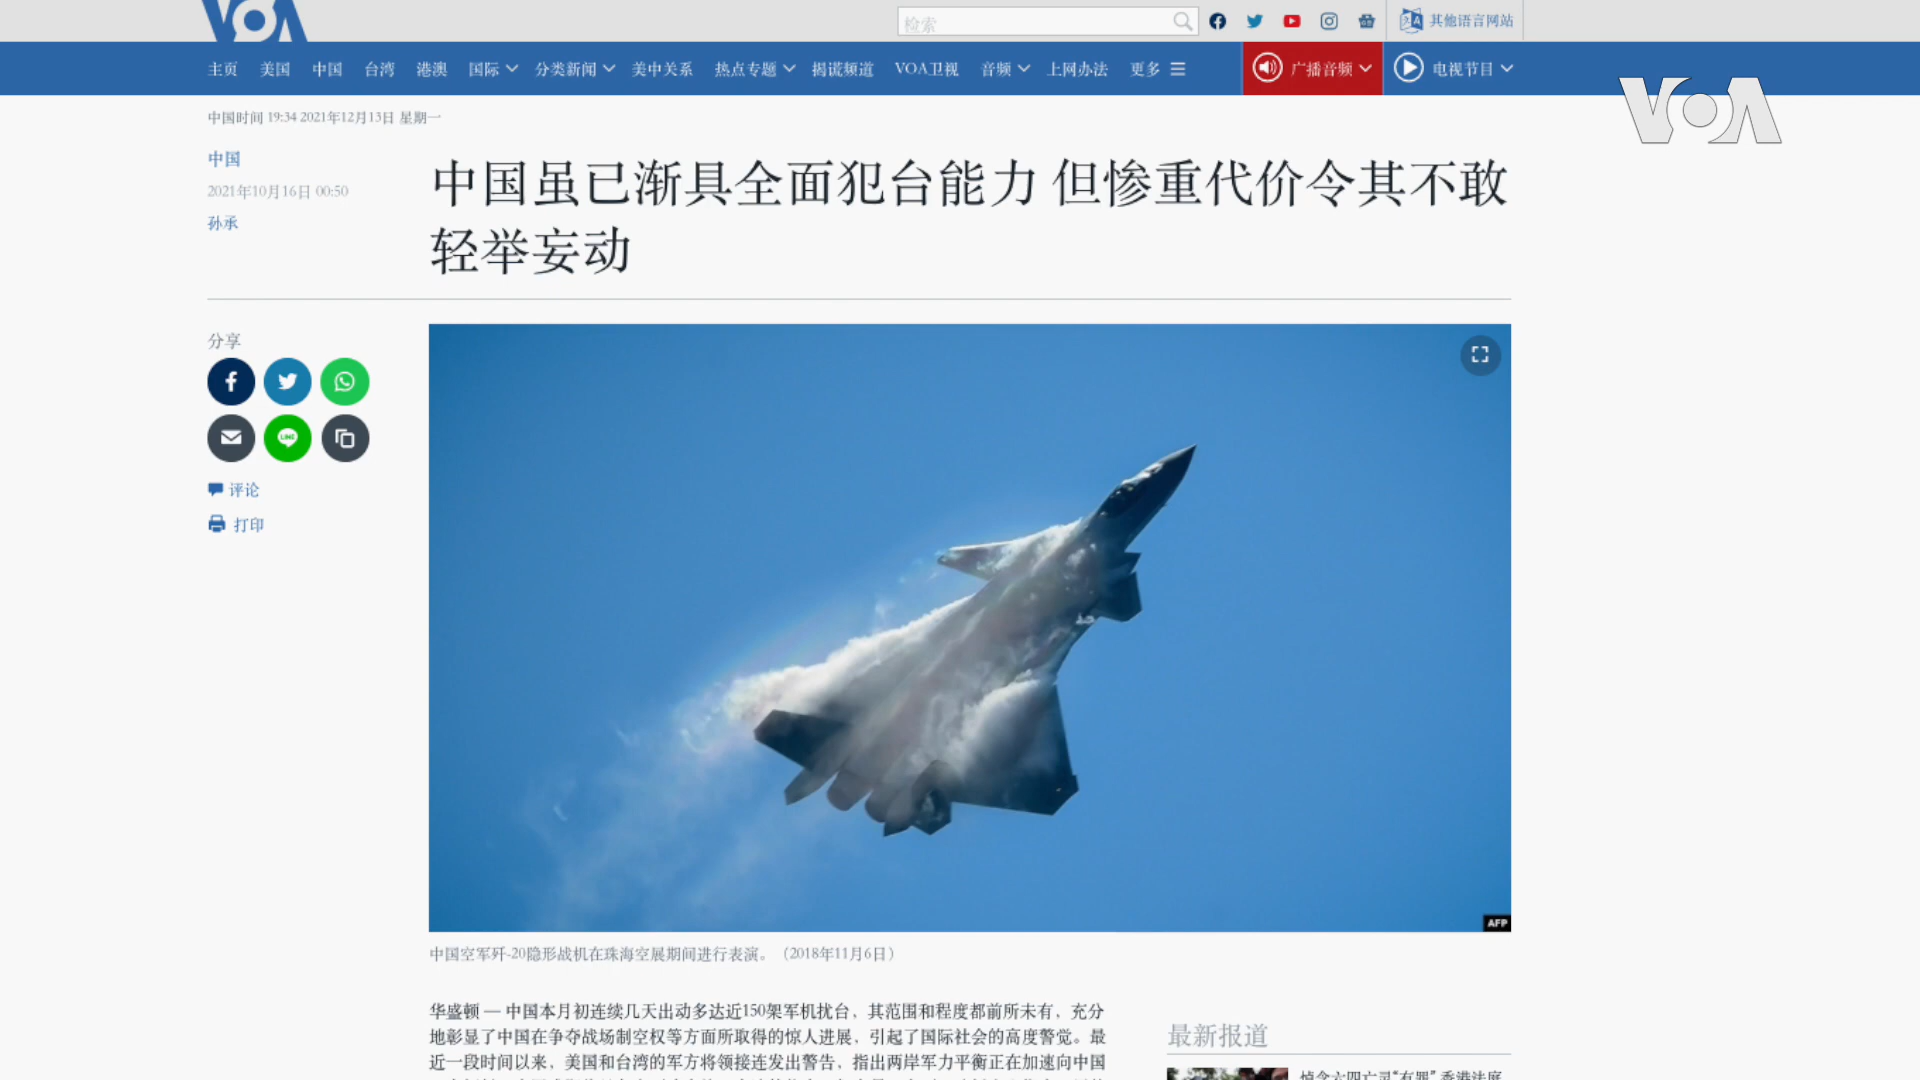 VOA
检索
其他语言网站
主页 美国 中国 台湾 港澳 国际 分类新闻 美中关系 热点专题 揭谎频道 VOA卫视 音频 上网办法 更多 广播音频 电视节目
VOA
中国时间 19:34 2021年12月13日 星期一
中国
2021年10月16日 00:50
孙承
中国虽已渐具全面犯台能力 但惨重代价令其不敢
轻举妄动
分享
LINE
评论
打印
AFP
中国空军歼-20隐形战机在珠海空展期间进行表演。（2018年11月6日）
华盛顿 — 中国本月初连续几天出动多达近150架军机扰台，其范围和程度都前所未有，充分
地彰显了中国在争夺战场制空权等方面所取得的惊人进展，引起了国际社会的高度警觉。最
近一段时间以来，美国和台湾的军方将领接连发出警告，指出两岸军力平衡正在加速向中国
最新报道
悼念六四亡灵“有罪” 香港法庭